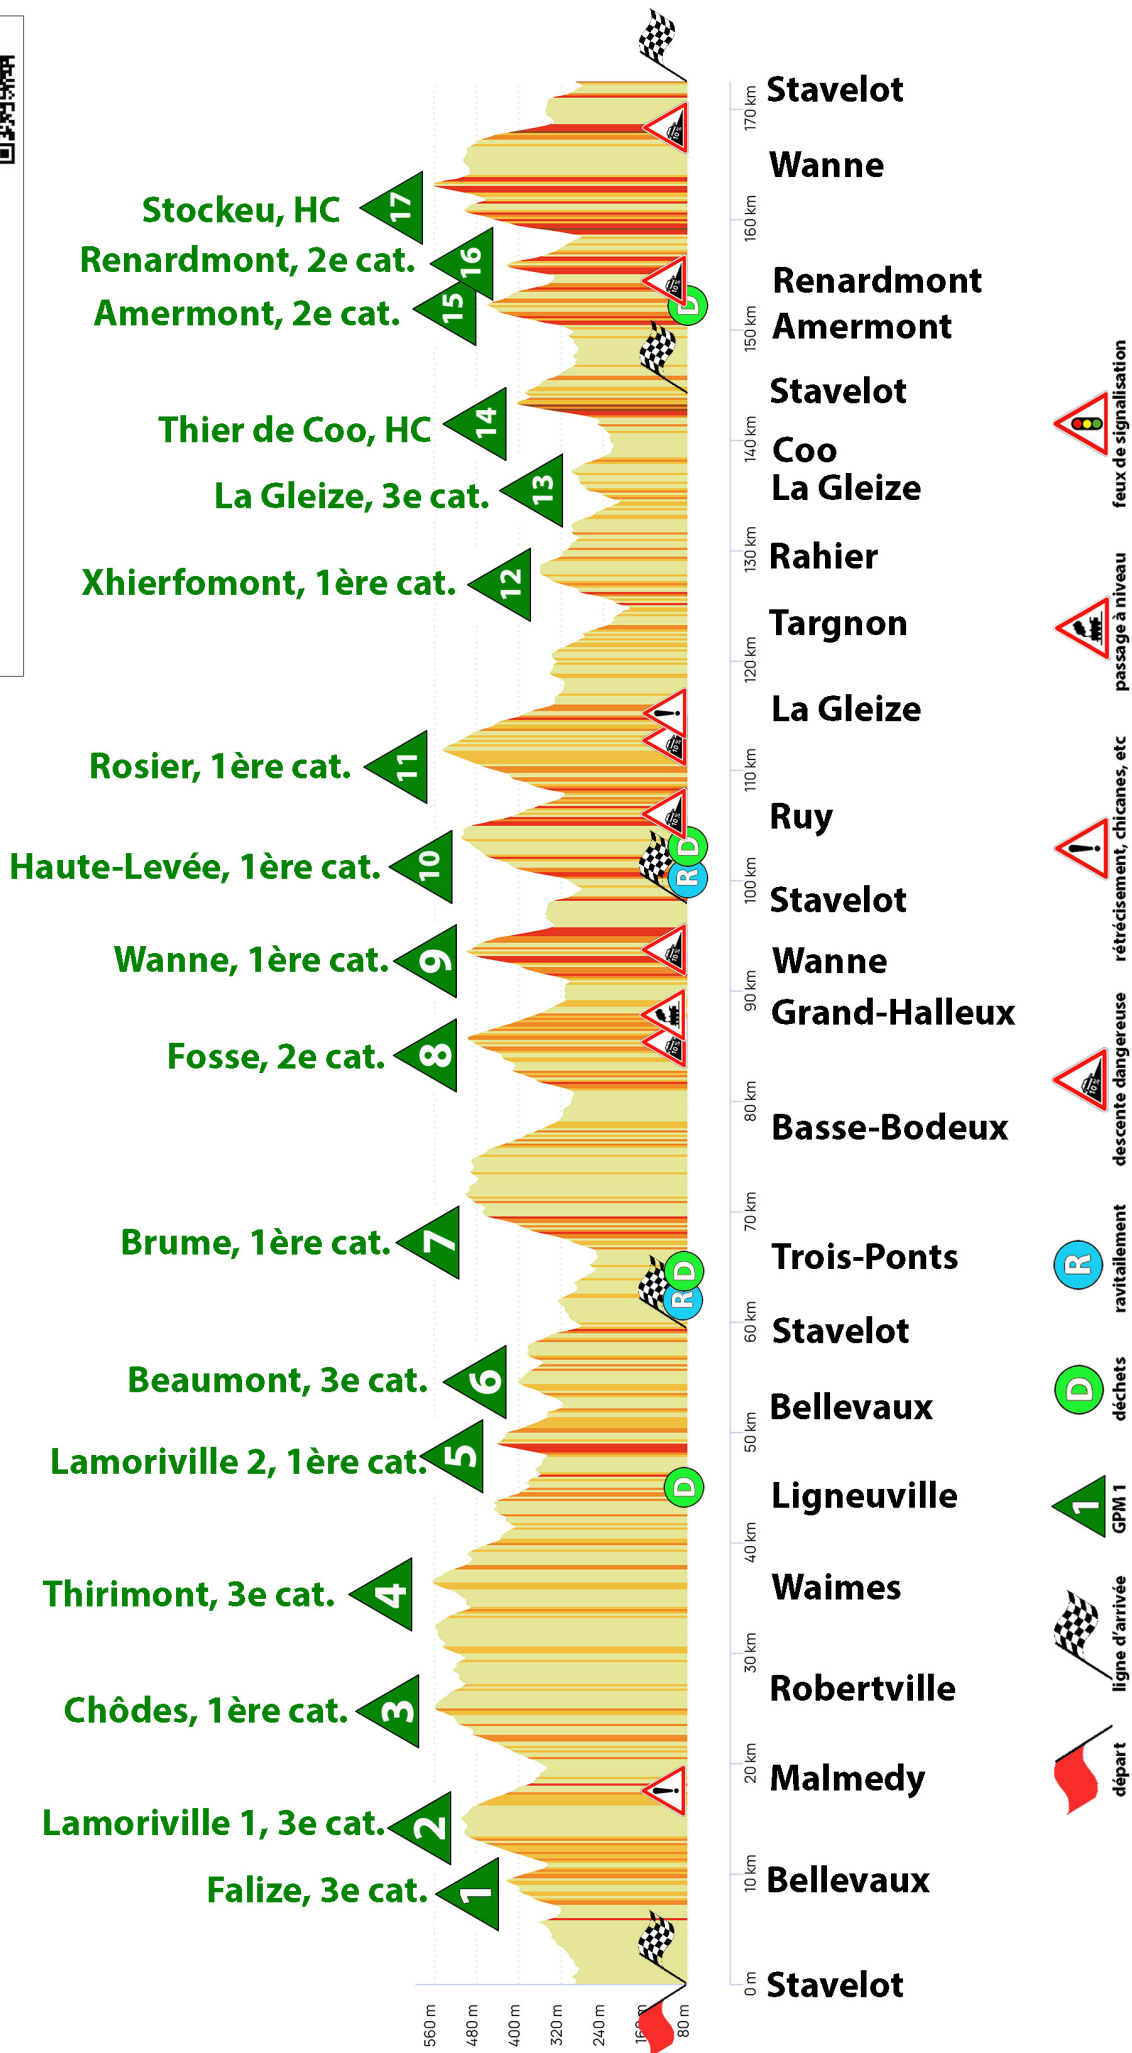 Stockeu, HC
Renardmont, 2e cat.
Amermont, 2e cat.
Thier de Coo, HC
La Gleize, 3e cat.
Xhierfomont, 1ère cat.
Rosier, 1ère cat.
Haute-Levée, 1ère cat.
Wanne, 1ère cat.
Fosse, 2e cat.
Brume, 1ère cat.
Beaumont, 3e cat.
Lamoriville 2, 1ère cat.
Thirimont, 3e cat.
Chôdes, 1ère cat.
Lamoriville 1, 3e cat.
Falize, 3e cat.
17
16
15
14
13
12
11
10
9
8
7
6
5
4
3
2
1
D
R
D
R
D
D
560 m
480 m
400 m
320 m
240 m
80 m
170 km
160 km
150 km
140 km
130 km
120 km
110 km
100 km
90 km
80 km
70 km
60 km
50 km
40 km
30 km
20 km
10 km
0 m
Stavelot
Wanne
Renardmont
Amermont
Stavelot
Coo
La Gleize
Rahier
Targnon
La Gleize
Ruy
Stavelot
Wanne
Grand-Halleux
Basse-Bodeux
Trois-Ponts
Stavelot
Bellevaux
Ligneuville
Waimes
Robertville
Malmedy
Bellevaux
Stavelot
départ
ligne d'arrivée
1
GPM 1
D
déchets
R
ravitaillement
descente dangereuse
rétrécisement, chicanes, etc
passage à niveau
feux de signalisation